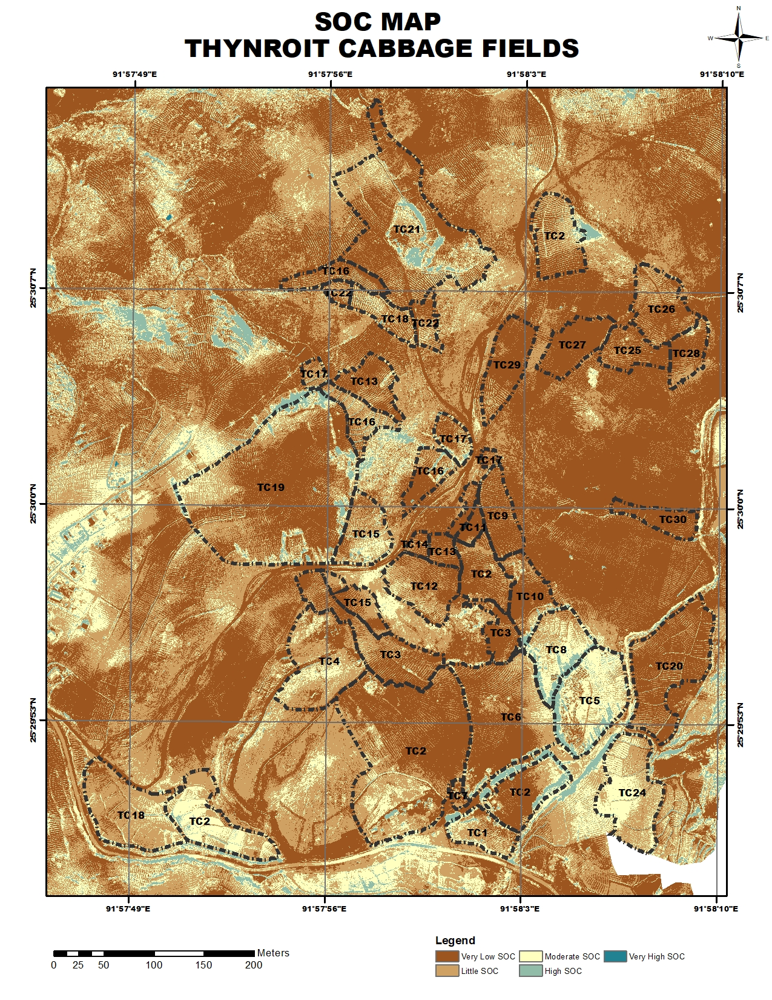 SOC MAP
THYNROIT CABBAGE FIELDS
N
W E
S
91°57'49"E 91°57'56"E 91°58'3"E 91°58'10"E
TC21
TC2
TC16
25°30'7"N
TC22
25°30'7"N
TC26
TC18
TC22
TC27
TC25
TC28
TC29
TC17
TC13
TC16
TC17
TC17
TC16
TC19
25°30'0"N
25°30'0"N
TC9
TC30
TC11
TC15
TC14
TC13
TC2
TC12
TC10
TC15
TC3
TC8
TC3
TC4
TC20
TC5
25°29'53"N
TC6
25°29'53"N
TC2
TC7
TC2
TC24
TC18
TC2
TC1
91°57'49"E 91°57'56"E 91°58'3"E 91°58'10"E
Legend
Meters
0 25 50 100 150 200
Very Low SOC Moderate SOC Very High SOC
Little SOC High SOC